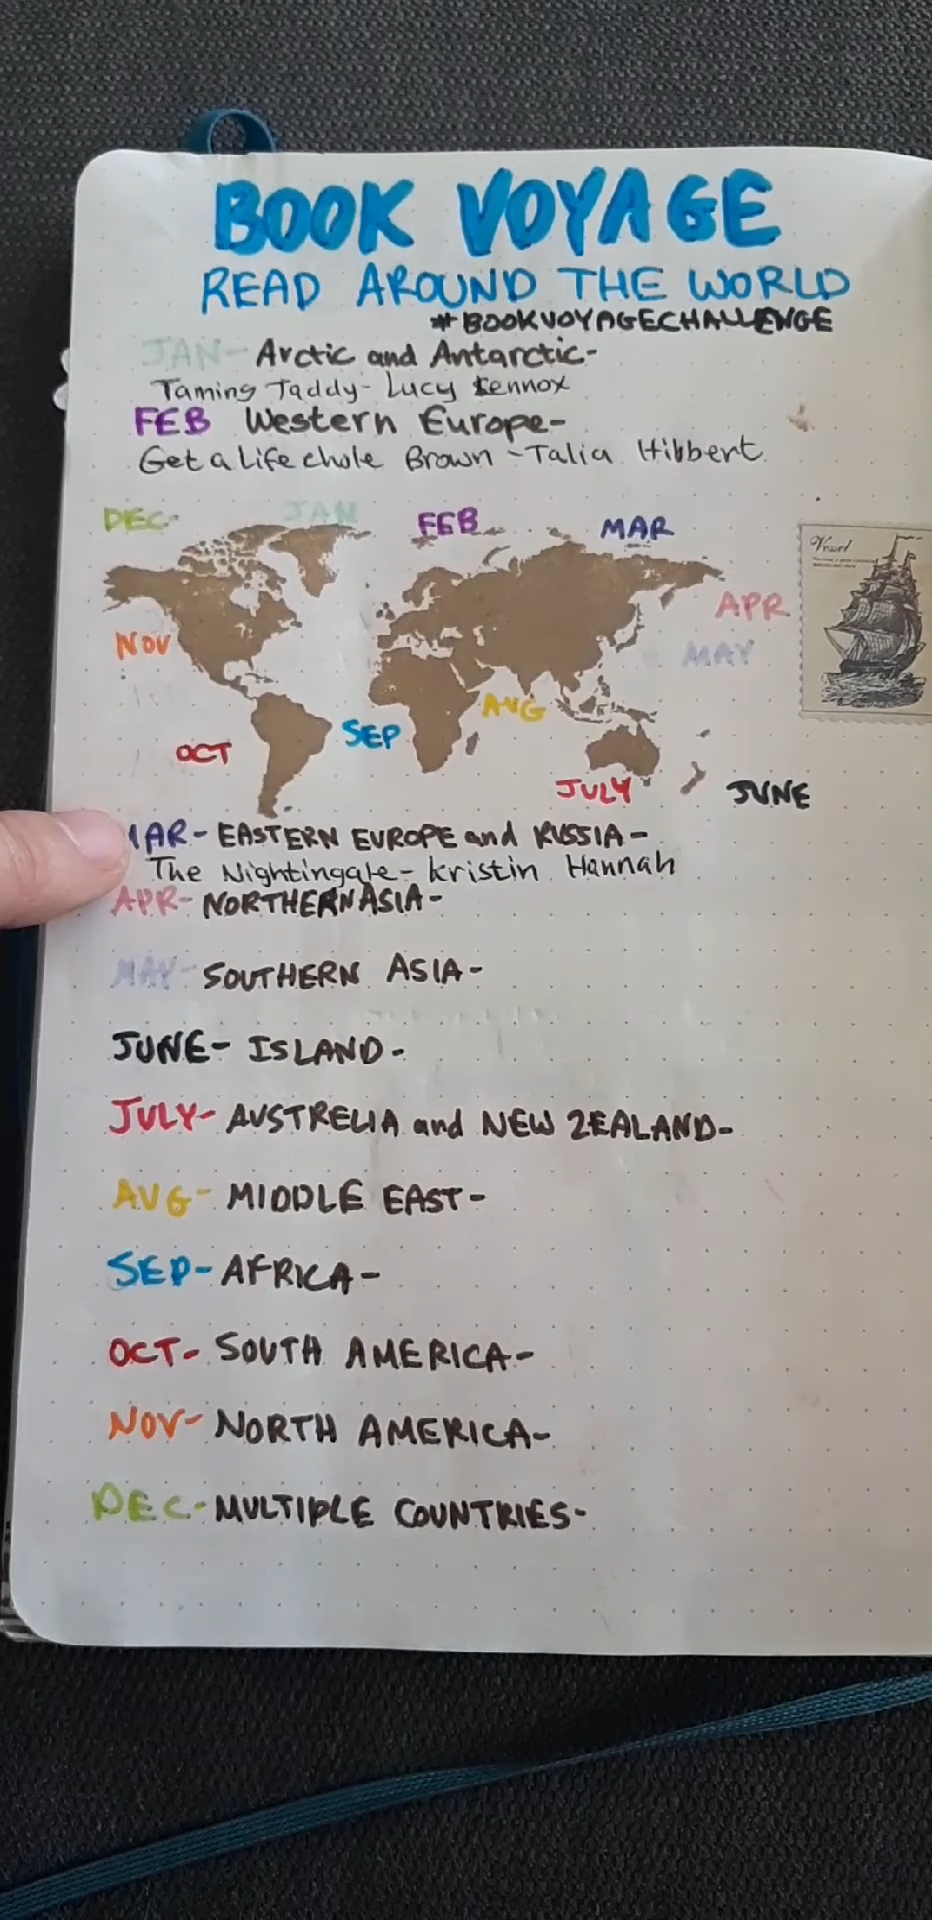 BOOK VOYAGE
READ AROUND THE WORLD
#BOOKVOYAGECHALLENGE
JAN- Arctic and Antarctic-
Taming Taddy- Lucy Lennox
FEB Western Europe-
Get a Life chole Brown -Talia Hibbert
DEC- JAN FEB MAR
APR
NOV MAY
AUG
SEP
OCT
JULY JUNE
Vessel
MAR- EASTERN EUROPE and RUSSIA-
The Nightingale- Kristin Hannah
APR- NORTHERN ASIA-
MAY- SOUTHERN ASIA-
JUNE- ISLAND-
JULY- AUSTRELIA and NEW ZEALAND-
AUG- MIDDLE EAST-
SEP- AFRICA-
OCT- SOUTH AMERICA-
NOV- NORTH AMERICA-
DEC- MULTIPLE COUNTRIES-